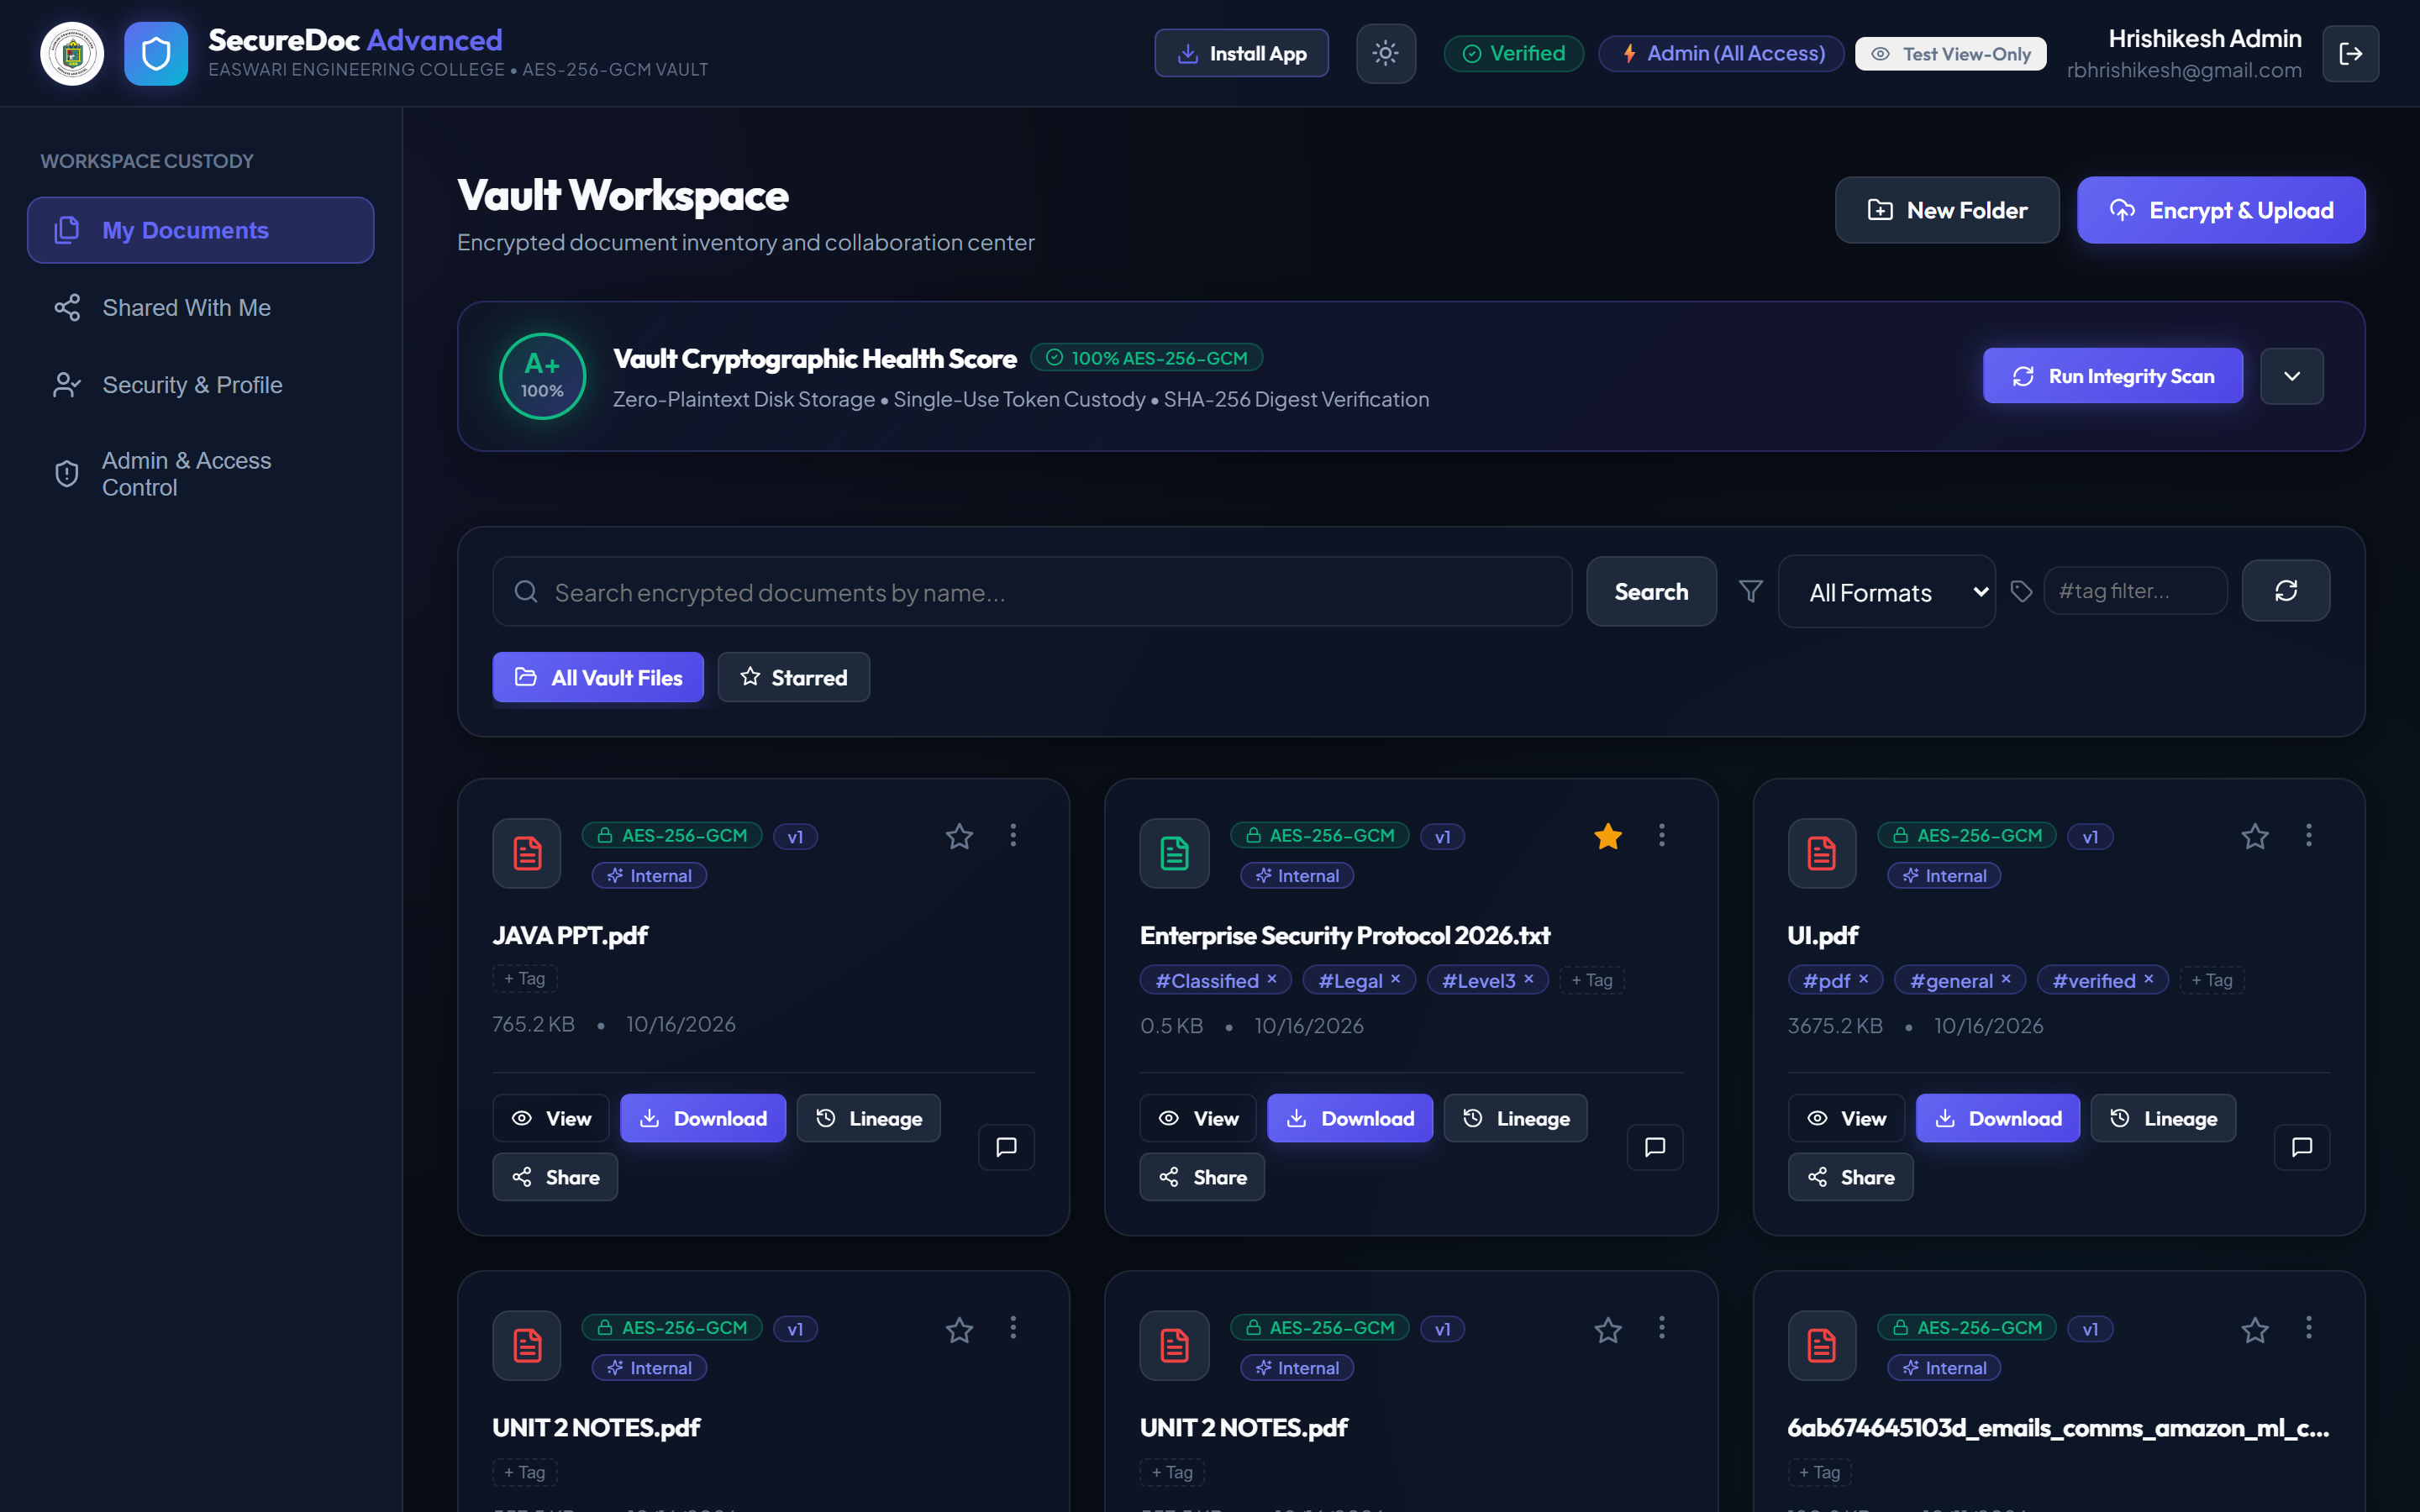 SecureDoc Advanced
EASWARI ENGINEERING COLLEGE • AES-256-GCM VAULT
Install App
Verified
Admin (All Access)
Test View-Only
Hrishikesh Admin
rbhrishikesh@gmail.com
WORKSPACE CUSTODY
My Documents
Shared With Me
Security & Profile
Admin & Access
Control
Vault Workspace
Encrypted document inventory and collaboration center
New Folder
Encrypt & Upload
A+
100%
Vault Cryptographic Health Score
100% AES-256-GCM
Zero-Plaintext Disk Storage • Single-Use Token Custody • SHA-256 Digest Verification
Run Integrity Scan
Search encrypted documents by name...
Search
All Formats
#tag filter...
All Vault Files
Starred
AES-256-GCM
v1
Internal
JAVA PPT.pdf
+ Tag
765.2 KB • 10/16/2026
View
Download
Lineage
Share
AES-256-GCM
v1
Internal
Enterprise Security Protocol 2026.txt
#Classified × #Legal × #Level3 × + Tag
0.5 KB • 10/16/2026
View
Download
Lineage
Share
AES-256-GCM
v1
Internal
UI.pdf
#pdf × #general × #verified × + Tag
3675.2 KB • 10/16/2026
View
Download
Lineage
Share
AES-256-GCM
v1
Internal
UNIT 2 NOTES.pdf
+ Tag
AES-256-GCM
v1
Internal
UNIT 2 NOTES.pdf
+ Tag
AES-256-GCM
v1
Internal
6ab674645103d_emails_comms_amazon_ml_c...
+ Tag